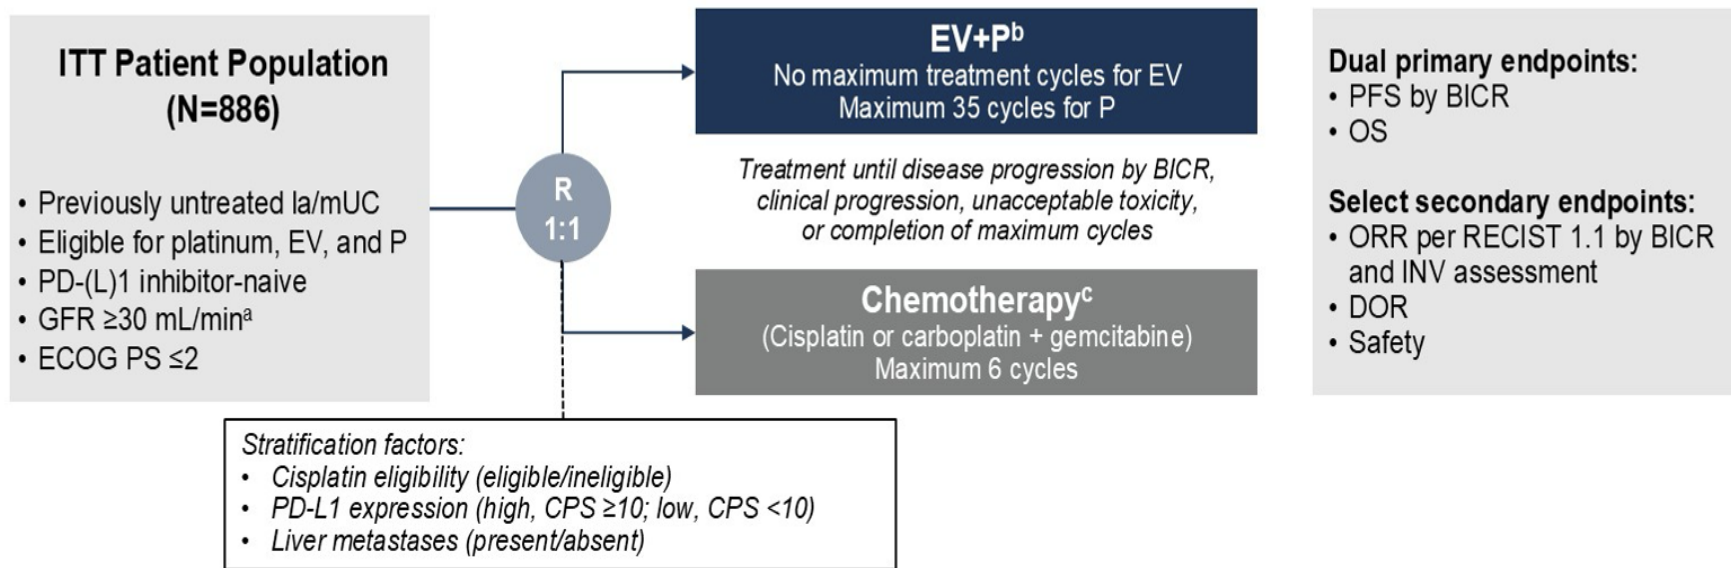 ITT Patient Population
(N=886)
• Previously untreated la/mUC
• Eligible for platinum, EV, and P
• PD-(L)1 inhibitor-naive
• GFR ≥30 mL/minᵃ
• ECOG PS ≤2
R
1:1
EV+Pᵇ
No maximum treatment cycles for EV
Maximum 35 cycles for P
Treatment until disease progression by BICR,
clinical progression, unacceptable toxicity,
or completion of maximum cycles
Chemotherapyᶜ
(Cisplatin or carboplatin + gemcitabine)
Maximum 6 cycles
Stratification factors:
• Cisplatin eligibility (eligible/ineligible)
• PD-L1 expression (high, CPS ≥10; low, CPS <10)
• Liver metastases (present/absent)
Dual primary endpoints:
• PFS by BICR
• OS
Select secondary endpoints:
• ORR per RECIST 1.1 by BICR
and INV assessment
• DOR
• Safety